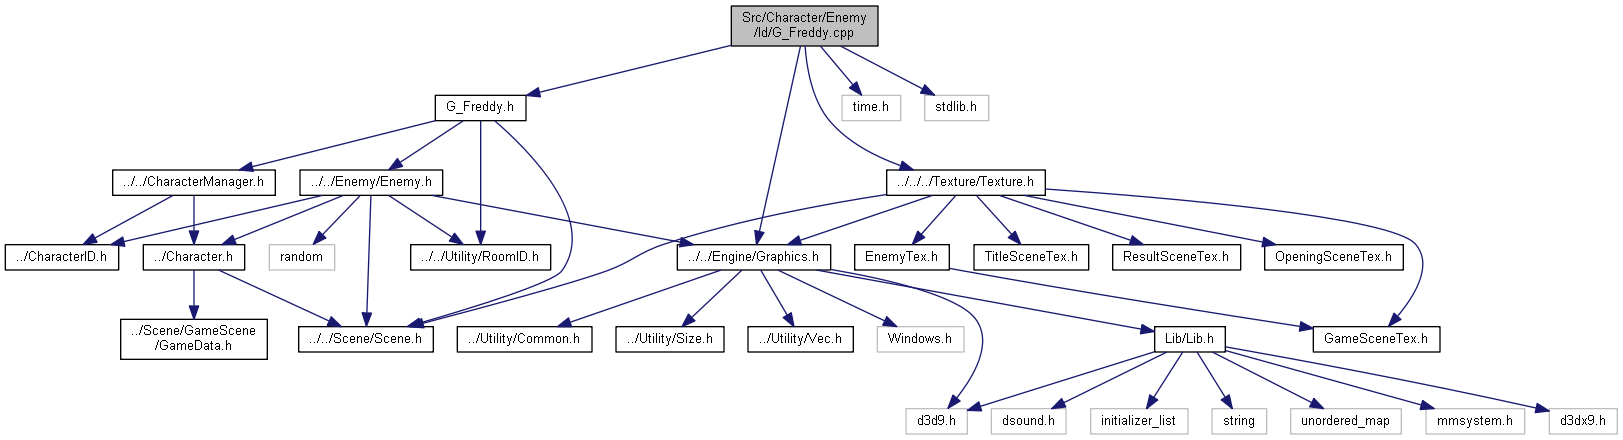 Src/Character/Enemy
/Id/G_Freddy.cpp
G_Freddy.h
time.h
stdlib.h
../../CharacterManager.h
../../Enemy/Enemy.h
../../../Texture/Texture.h
../CharacterID.h
../Character.h
random
../../Utility/RoomID.h
../../Engine/Graphics.h
EnemyTex.h
TitleSceneTex.h
ResultSceneTex.h
OpeningSceneTex.h
../Scene/GameScene
/GameData.h
../../Scene/Scene.h
../Utility/Common.h
../Utility/Size.h
../Utility/Vec.h
Windows.h
Lib/Lib.h
GameSceneTex.h
d3d9.h
dsound.h
initializer_list
string
unordered_map
mmsystem.h
d3dx9.h